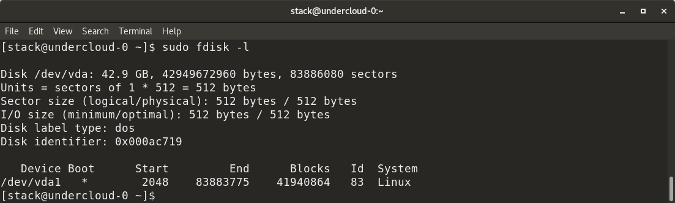 stack@undercloud-0:~
File Edit View Search Terminal Help
[stack@undercloud-0 ~]$ sudo fdisk -l
Disk /dev/vda: 42.9 GB, 42949672960 bytes, 83886080 sectors
Units = sectors of 1 * 512 = 512 bytes
Sector size (logical/physical): 512 bytes / 512 bytes
I/O size (minimum/optimal): 512 bytes / 512 bytes
Disk label type: dos
Disk identifier: 0x000ac719
Device Boot Start End Blocks Id System
/dev/vda1 * 2048 83883775 41940864 83 Linux
[stack@undercloud-0 ~]$